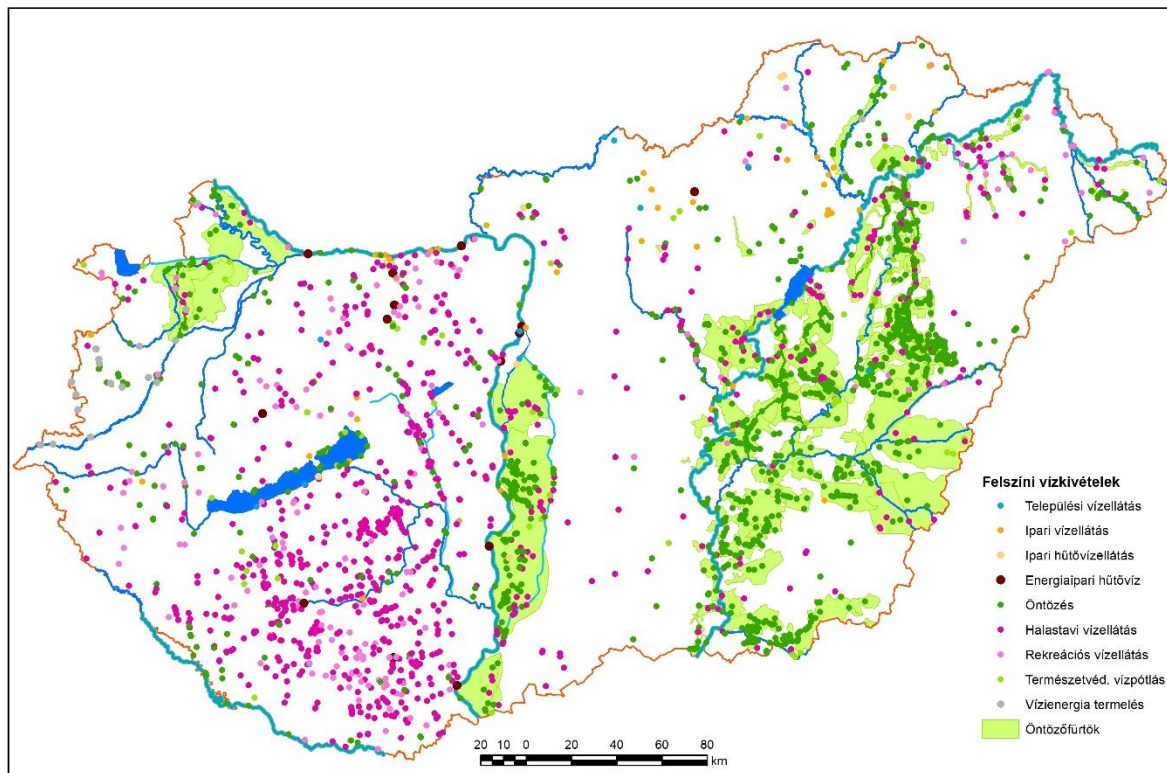 Felszíni vízkivételek
Települési vízellátás
Ipari vízellátás
Ipari hűtővízellátás
Energiaipari hűtővíz
Öntözés
Halastavi vízellátás
Rekreációs vízellátás
Természetvéd. vízpótlás
Vízienergia termelés
Öntözőfürtök
20 10 0 20 40 60 80
km